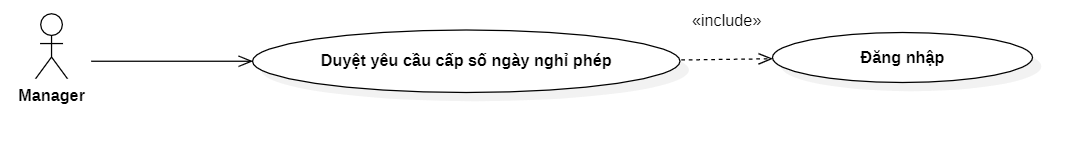 «include»
Duyệt yêu cầu cấp số ngày nghỉ phép
Đăng nhập
Manager